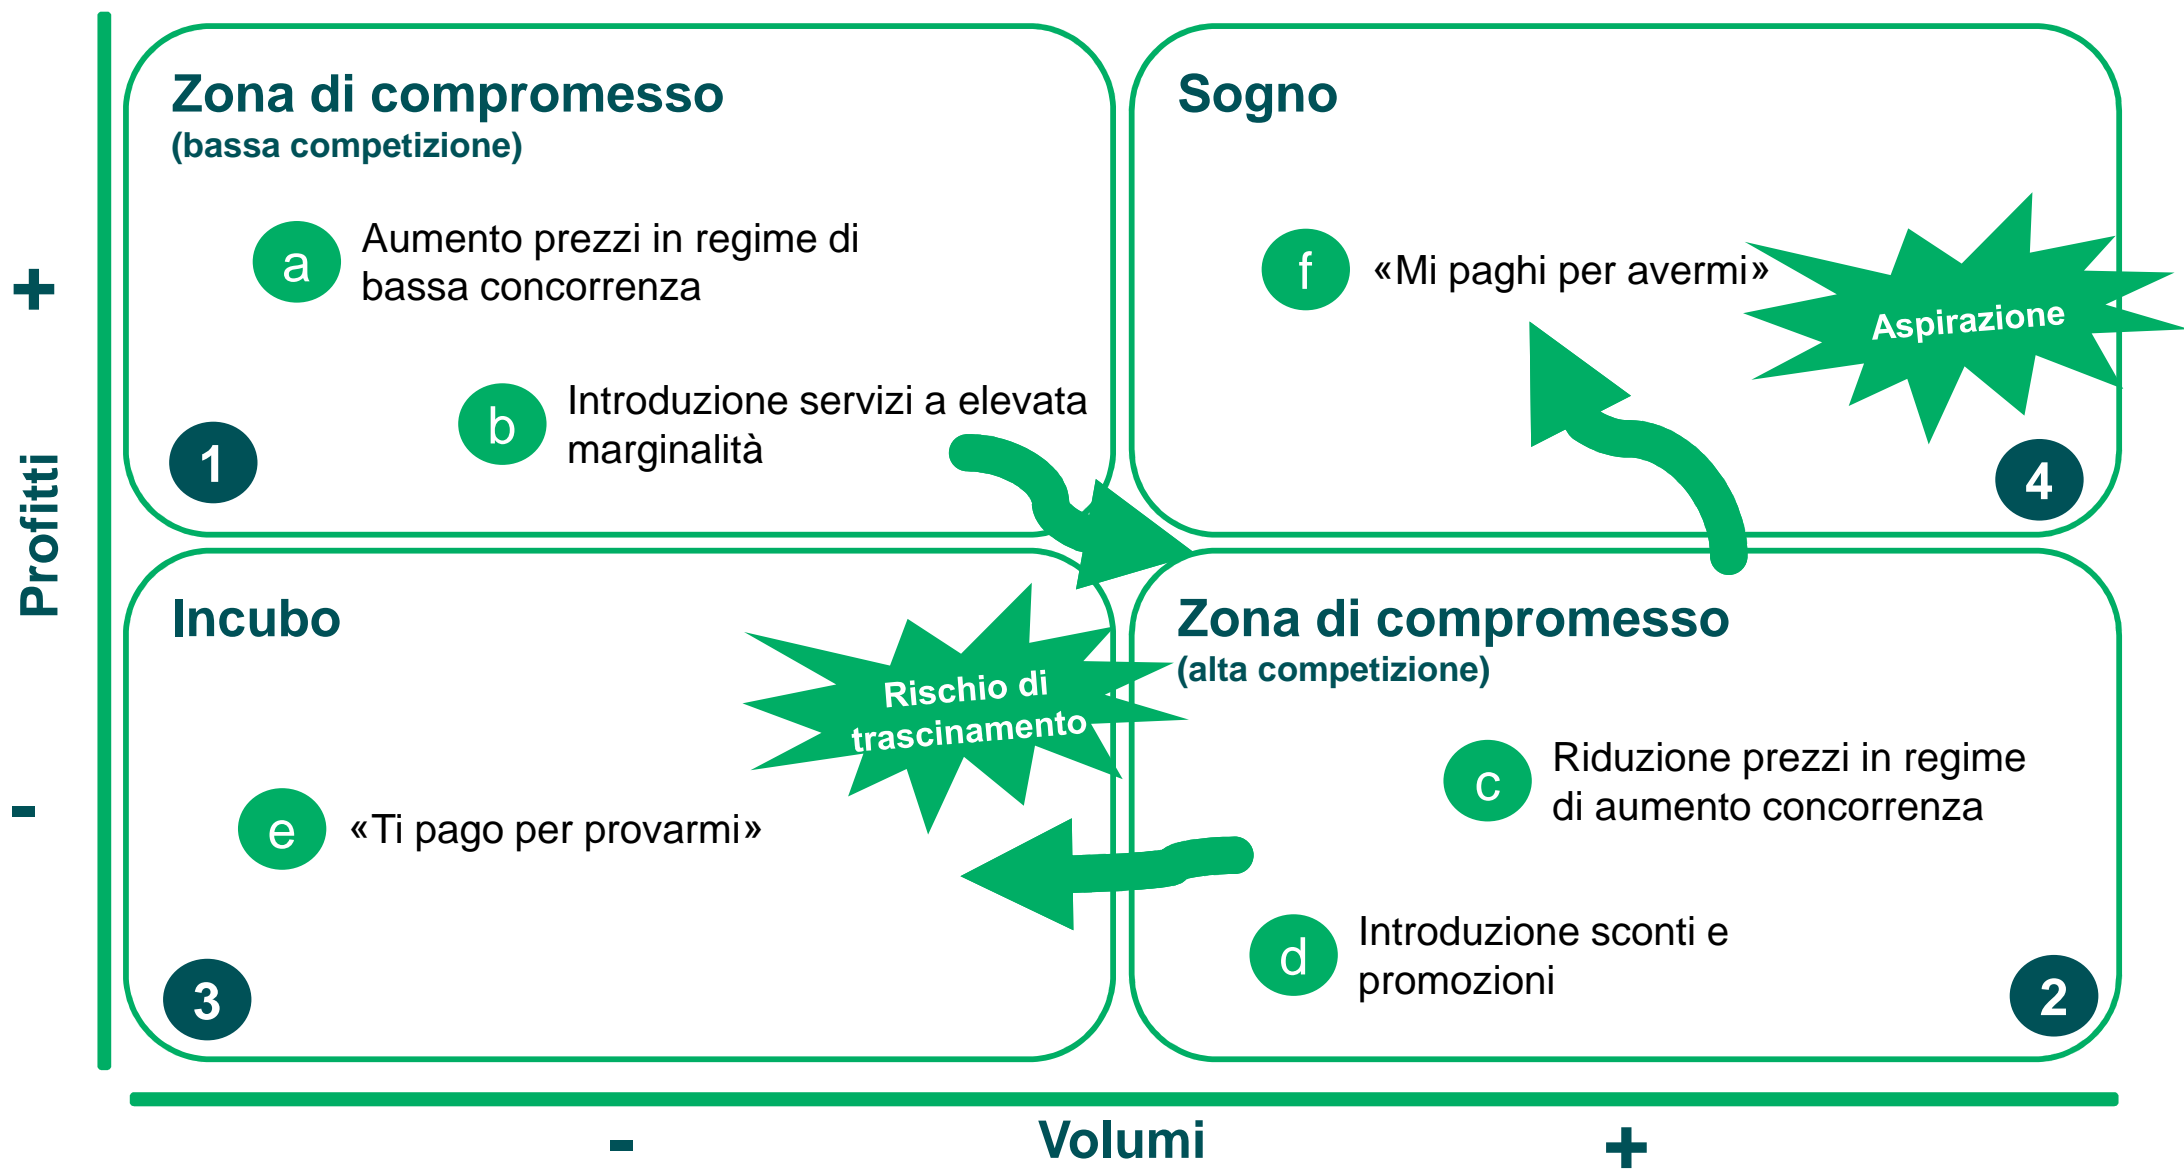 Zona di compromesso
(bassa competizione)
a
Aumento prezzi in regime di
bassa concorrenza
b
Introduzione servizi a elevata
marginalità
1
Sogno
f
«Mi paghi per avermi»
Aspirazione
4
+
Profitti
-
Incubo
Rischio di
trascinamento
e
«Ti pago per provarmi»
3
Zona di compromesso
(alta competizione)
c
Riduzione prezzi in regime
di aumento concorrenza
d
Introduzione sconti e
promozioni
2
-
Volumi
+